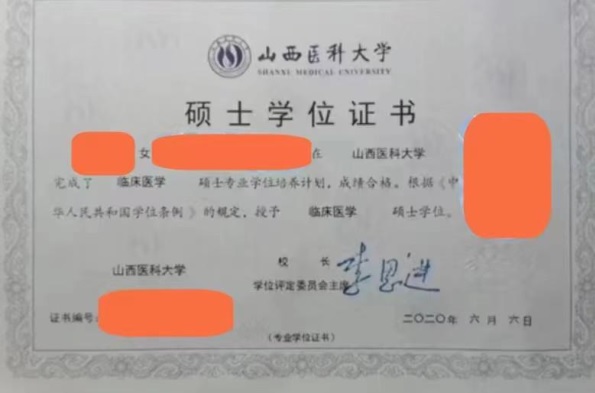 山西医科大学
SHANXI MEDICAL UNIVERSITY
硕士学位证书
女 在 山西医科大学
完成了 临床医学 硕士专业学位培养计划，成绩合格。根据《中
华人民共和国学位条例》的规定，授予 临床医学 硕士学位。
山西医科大学
校 长
学位评定委员会主席
李思进
证书编号:
二〇二〇年 六月 六日
（专业学位证书）